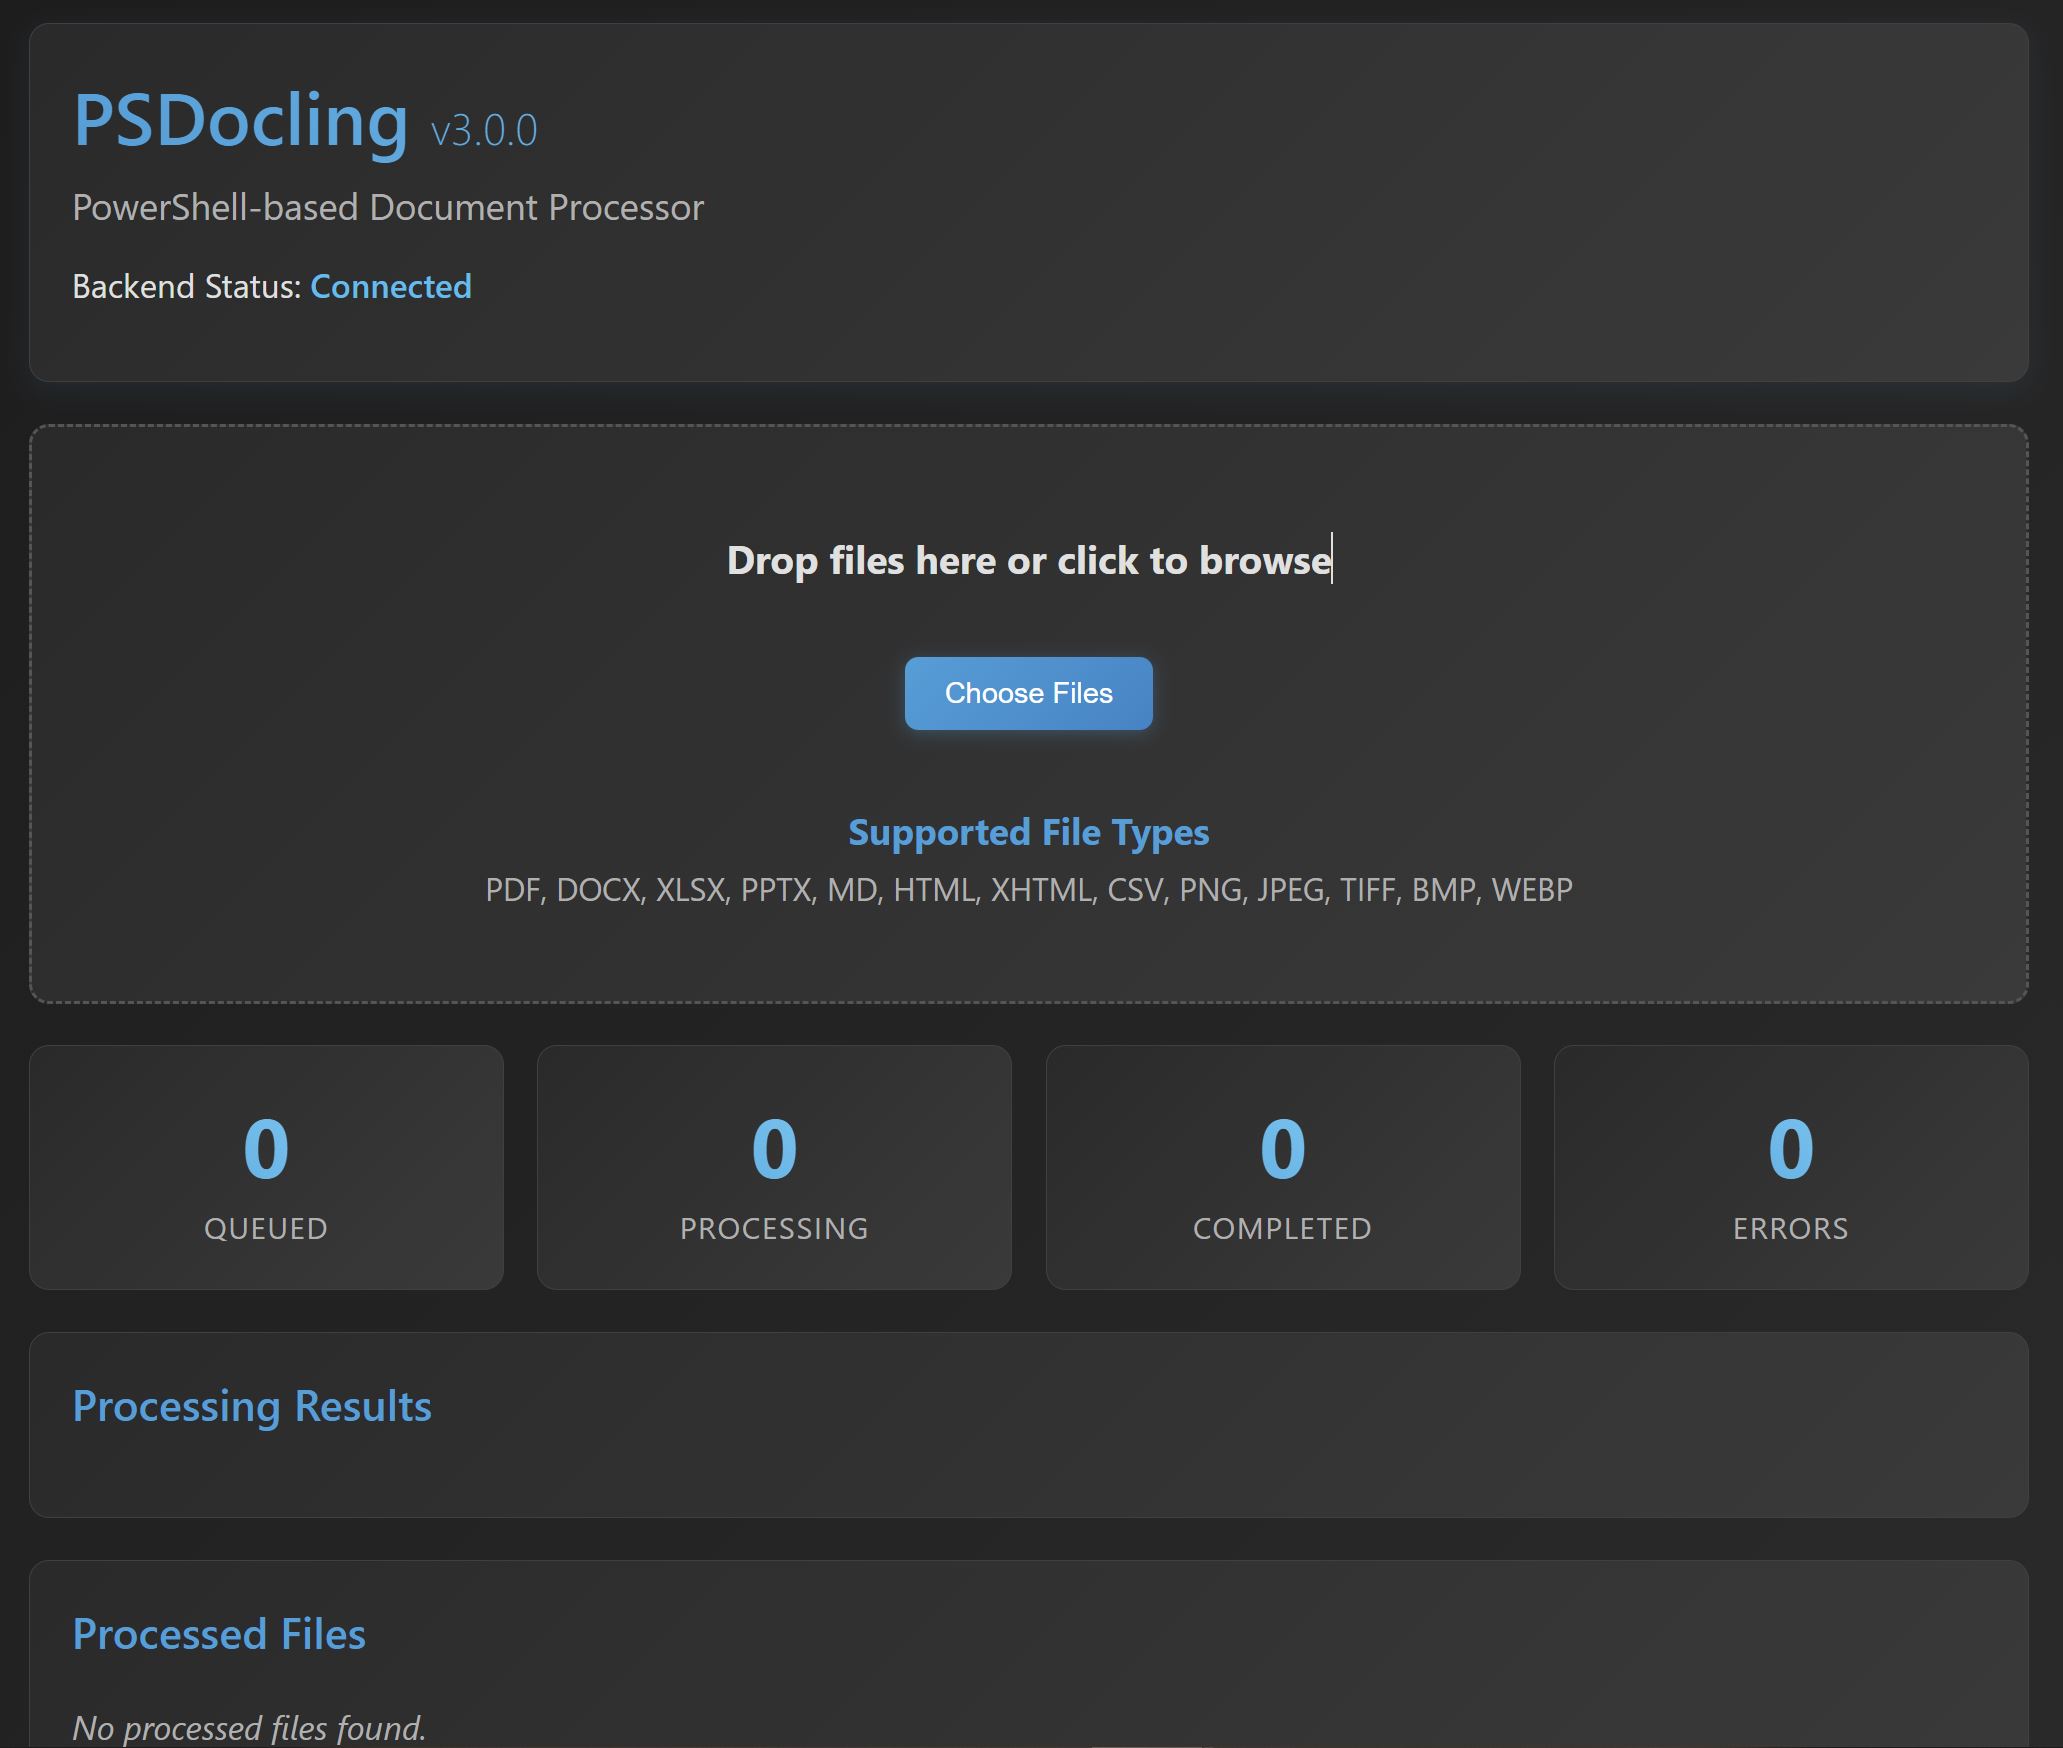 PSDocling v3.0.0
PowerShell-based Document Processor
Backend Status: Connected
Drop files here or click to browse
Choose Files
Supported File Types
PDF, DOCX, XLSX, PPTX, MD, HTML, XHTML, CSV, PNG, JPEG, TIFF, BMP, WEBP
0
QUEUED
0
PROCESSING
0
COMPLETED
0
ERRORS
Processing Results
Processed Files
No processed files found.